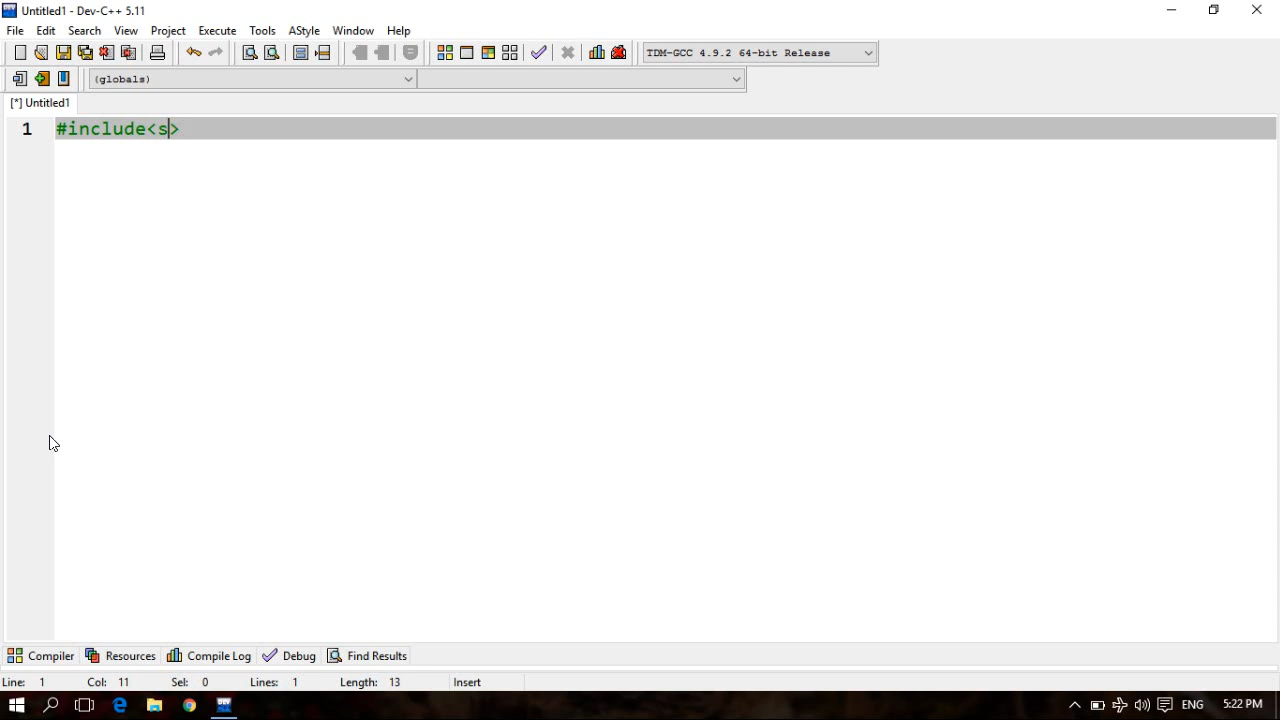 Untitled1 - Dev-C++ 5.11
File Edit Search View Project Execute Tools AStyle Window Help
TDM-GCC 4.9.2 64-bit Release
(globals)
[*] Untitled1
1 #include<s>
Compiler Resources Compile Log Debug Find Results
Line: 1 Col: 11 Sel: 0 Lines: 1 Length: 13 Insert
DEV ENG 5:22 PM